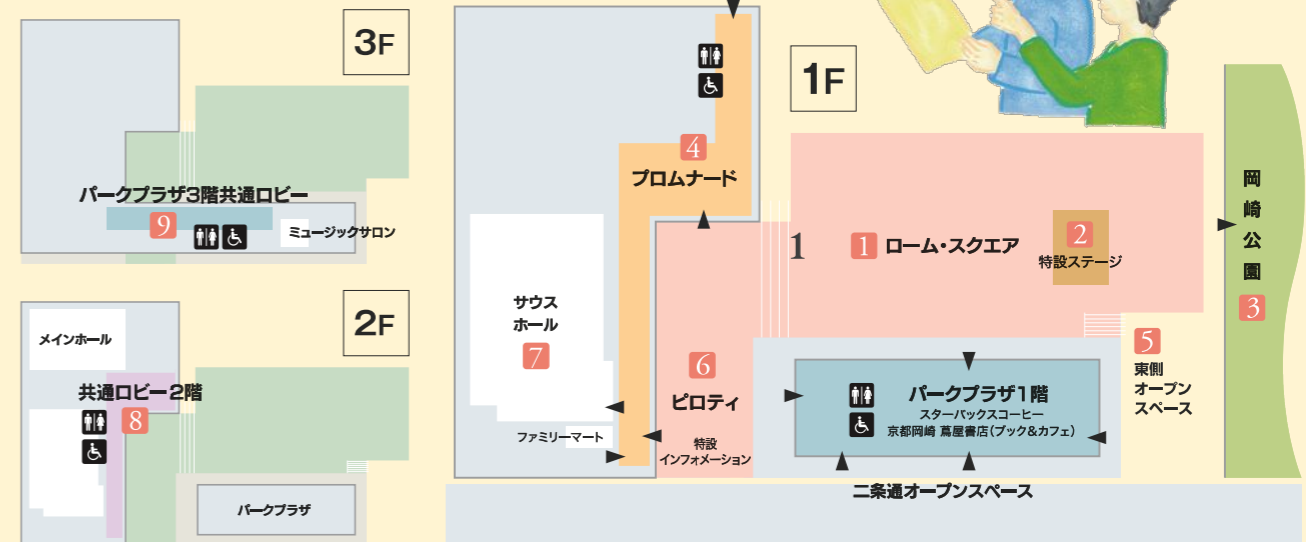 3F
パークプラザ3階共通ロビー
9
ミュージックサロン
2F
メインホール
共通ロビー2階
8
パークプラザ
1F
4
プロムナード
1
1
ローム・スクエア
2
特設ステージ
岡崎公園
3
サウス
ホール
7
6
ピロティ
5
東側
オープン
スペース
パークプラザ1階
スターバックスコーヒー
京都岡崎 蔦屋書店(ブック&カフェ)
ファミリーマート
特設
インフォメーション
二条通オープンスペース